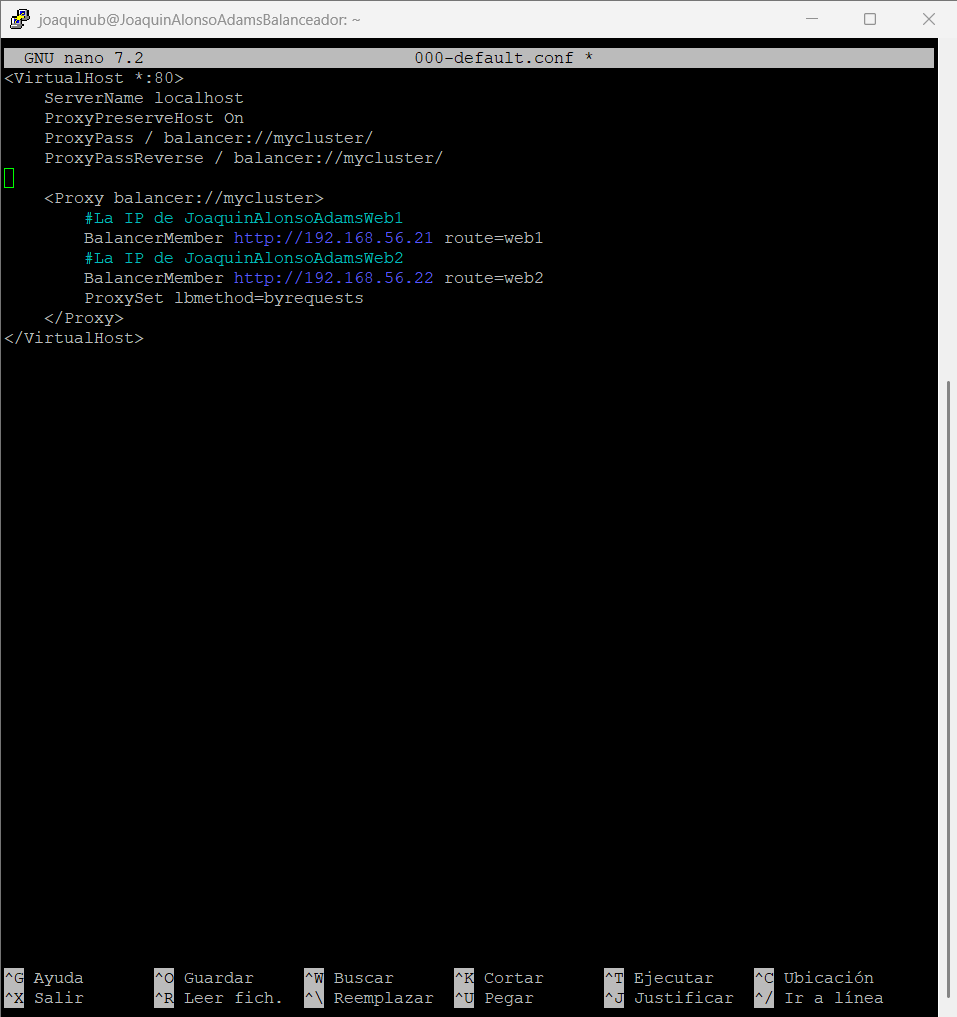 joaquinub@JoaquinAlonsoAdamsBalanceador: ~
GNU nano 7.2 000-default.conf *
<VirtualHost *:80>
    ServerName localhost
    ProxyPreserveHost On
    ProxyPass / balancer://mycluster/
    ProxyPassReverse / balancer://mycluster/
    <Proxy balancer://mycluster>
        #La IP de JoaquinAlonsoAdamsWeb1
        BalancerMember http://192.168.56.21 route=web1
        #La IP de JoaquinAlonsoAdamsWeb2
        BalancerMember http://192.168.56.22 route=web2
        ProxySet lbmethod=byrequests
    </Proxy>
</VirtualHost>
^G Ayuda ^O Guardar ^W Buscar ^K Cortar ^T Ejecutar ^C Ubicación
^X Salir ^R Leer fich. ^\ Reemplazar ^U Pegar ^J Justificar ^/ Ir a línea